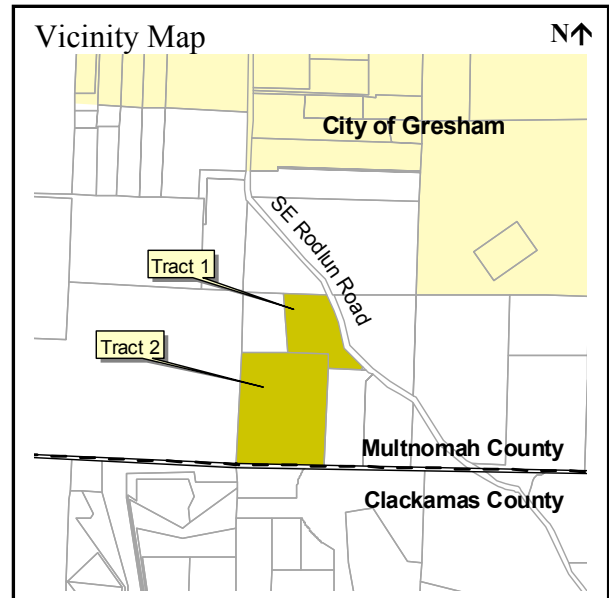 Vicinity Map
N↑
City of Gresham
SE Rodlun Road
Tract 1
Tract 2
Multnomah County
Clackamas County